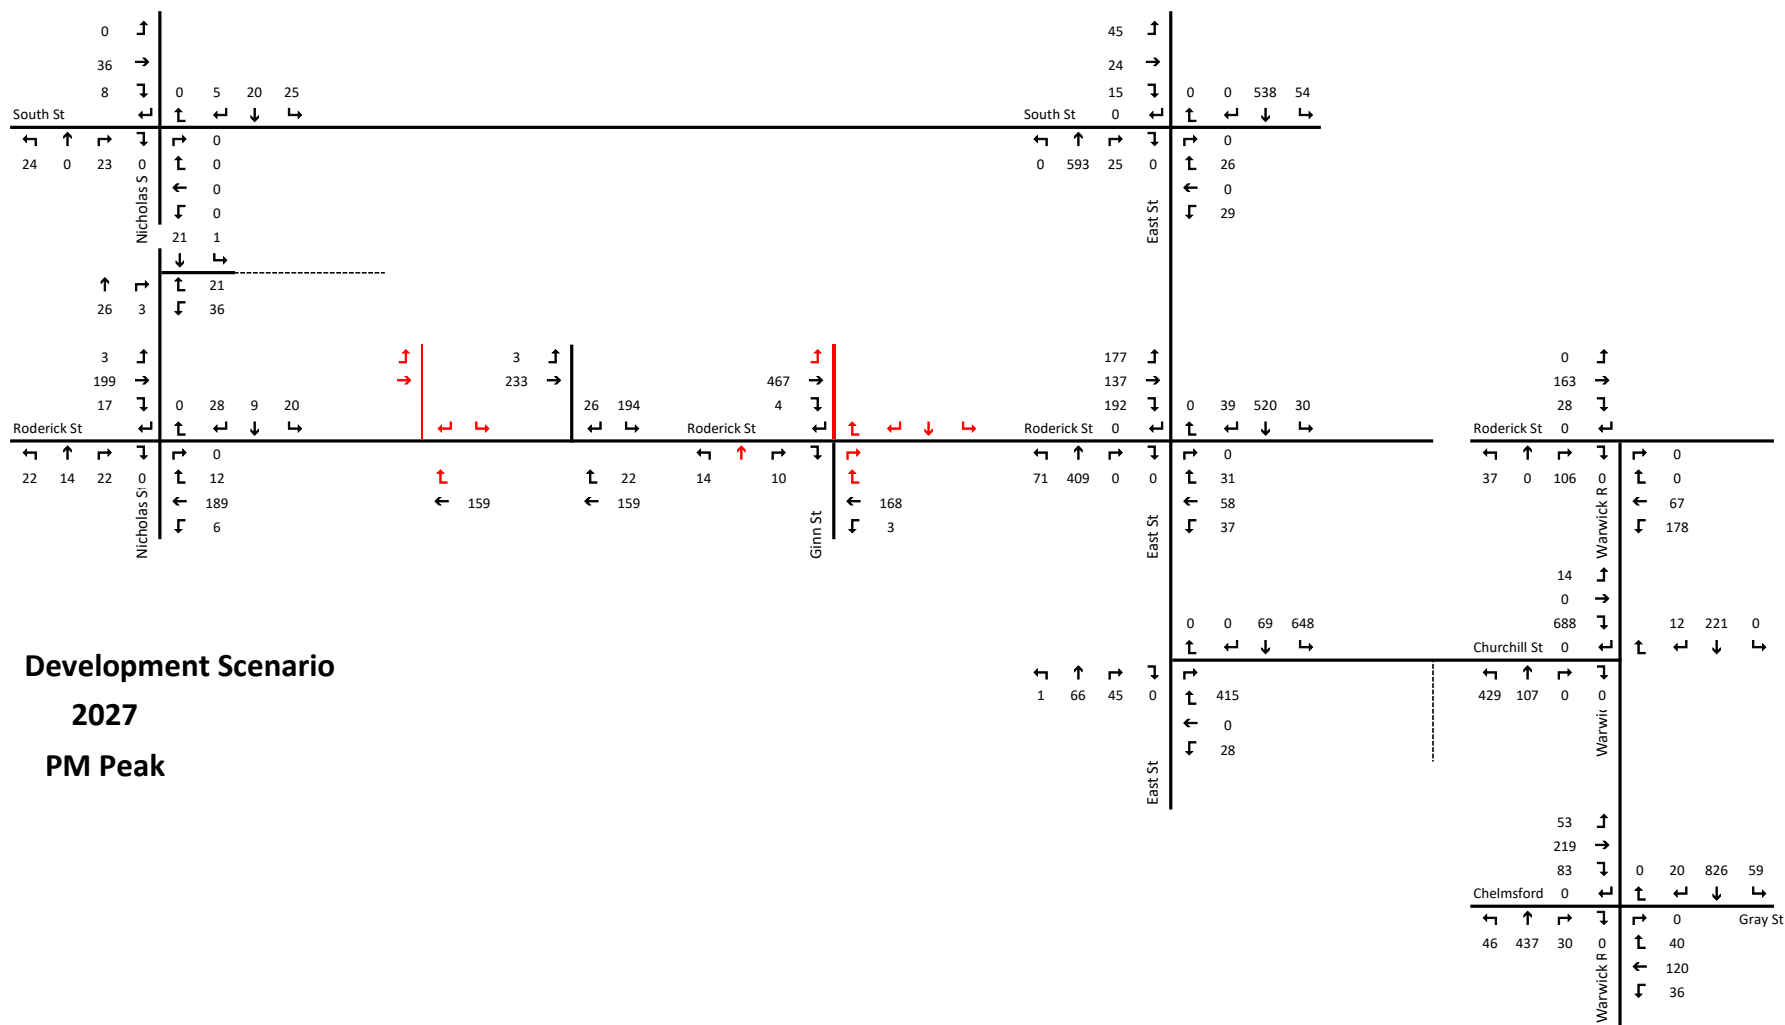 0 45
36 24
8 0 5 20 25 15 0 0 538 54
South St South St 0
0 0
24 0 23 0 0 0 593 25 0 26
0 0
0 29
Nicholas S East St
21 1
21
26 3 36
3 3 177 0
199 233 467 137 163
17 0 28 9 20 26 194 4 192 0 39 520 30 28
Roderick St Roderick St Roderick St 0 Roderick St 0
0 0 0
22 14 22 0 12 22 14 10 71 409 0 0 31 37 0 106 0 0
189 159 159 168 58 67
6 3 37 178
Nicholas St Ginn St East St Warwick R
14
0
0 0 69 648 688 12 221 0
Churchill St 0
Development Scenario
1 66 45 0 415 429 107 0 0
2027
0
28
PM Peak
East St Warwic
53
219
83 0 20 826 59
Chelmsford 0
0 Gray St
46 437 30 0 40
120
36
Warwick R